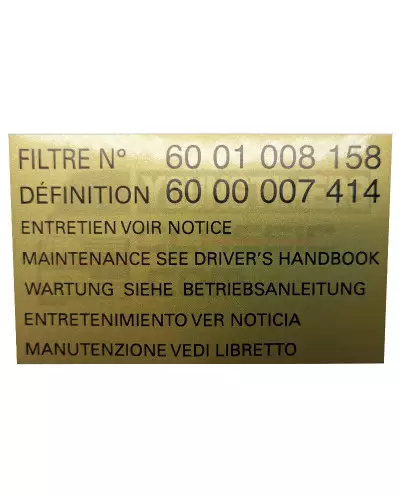 FILTRE N° 60 01 008 158
DÉFINITION 60 00 007 414
ENTRETIEN VOIR NOTICE
MAINTENANCE SEE DRIVER'S HANDBOOK
WARTUNG SIEHE BETRIEBSANLEITUNG
ENTRETENIMIENTO VER NOTICIA
MANUTENZIONE VEDI LIBRETTO